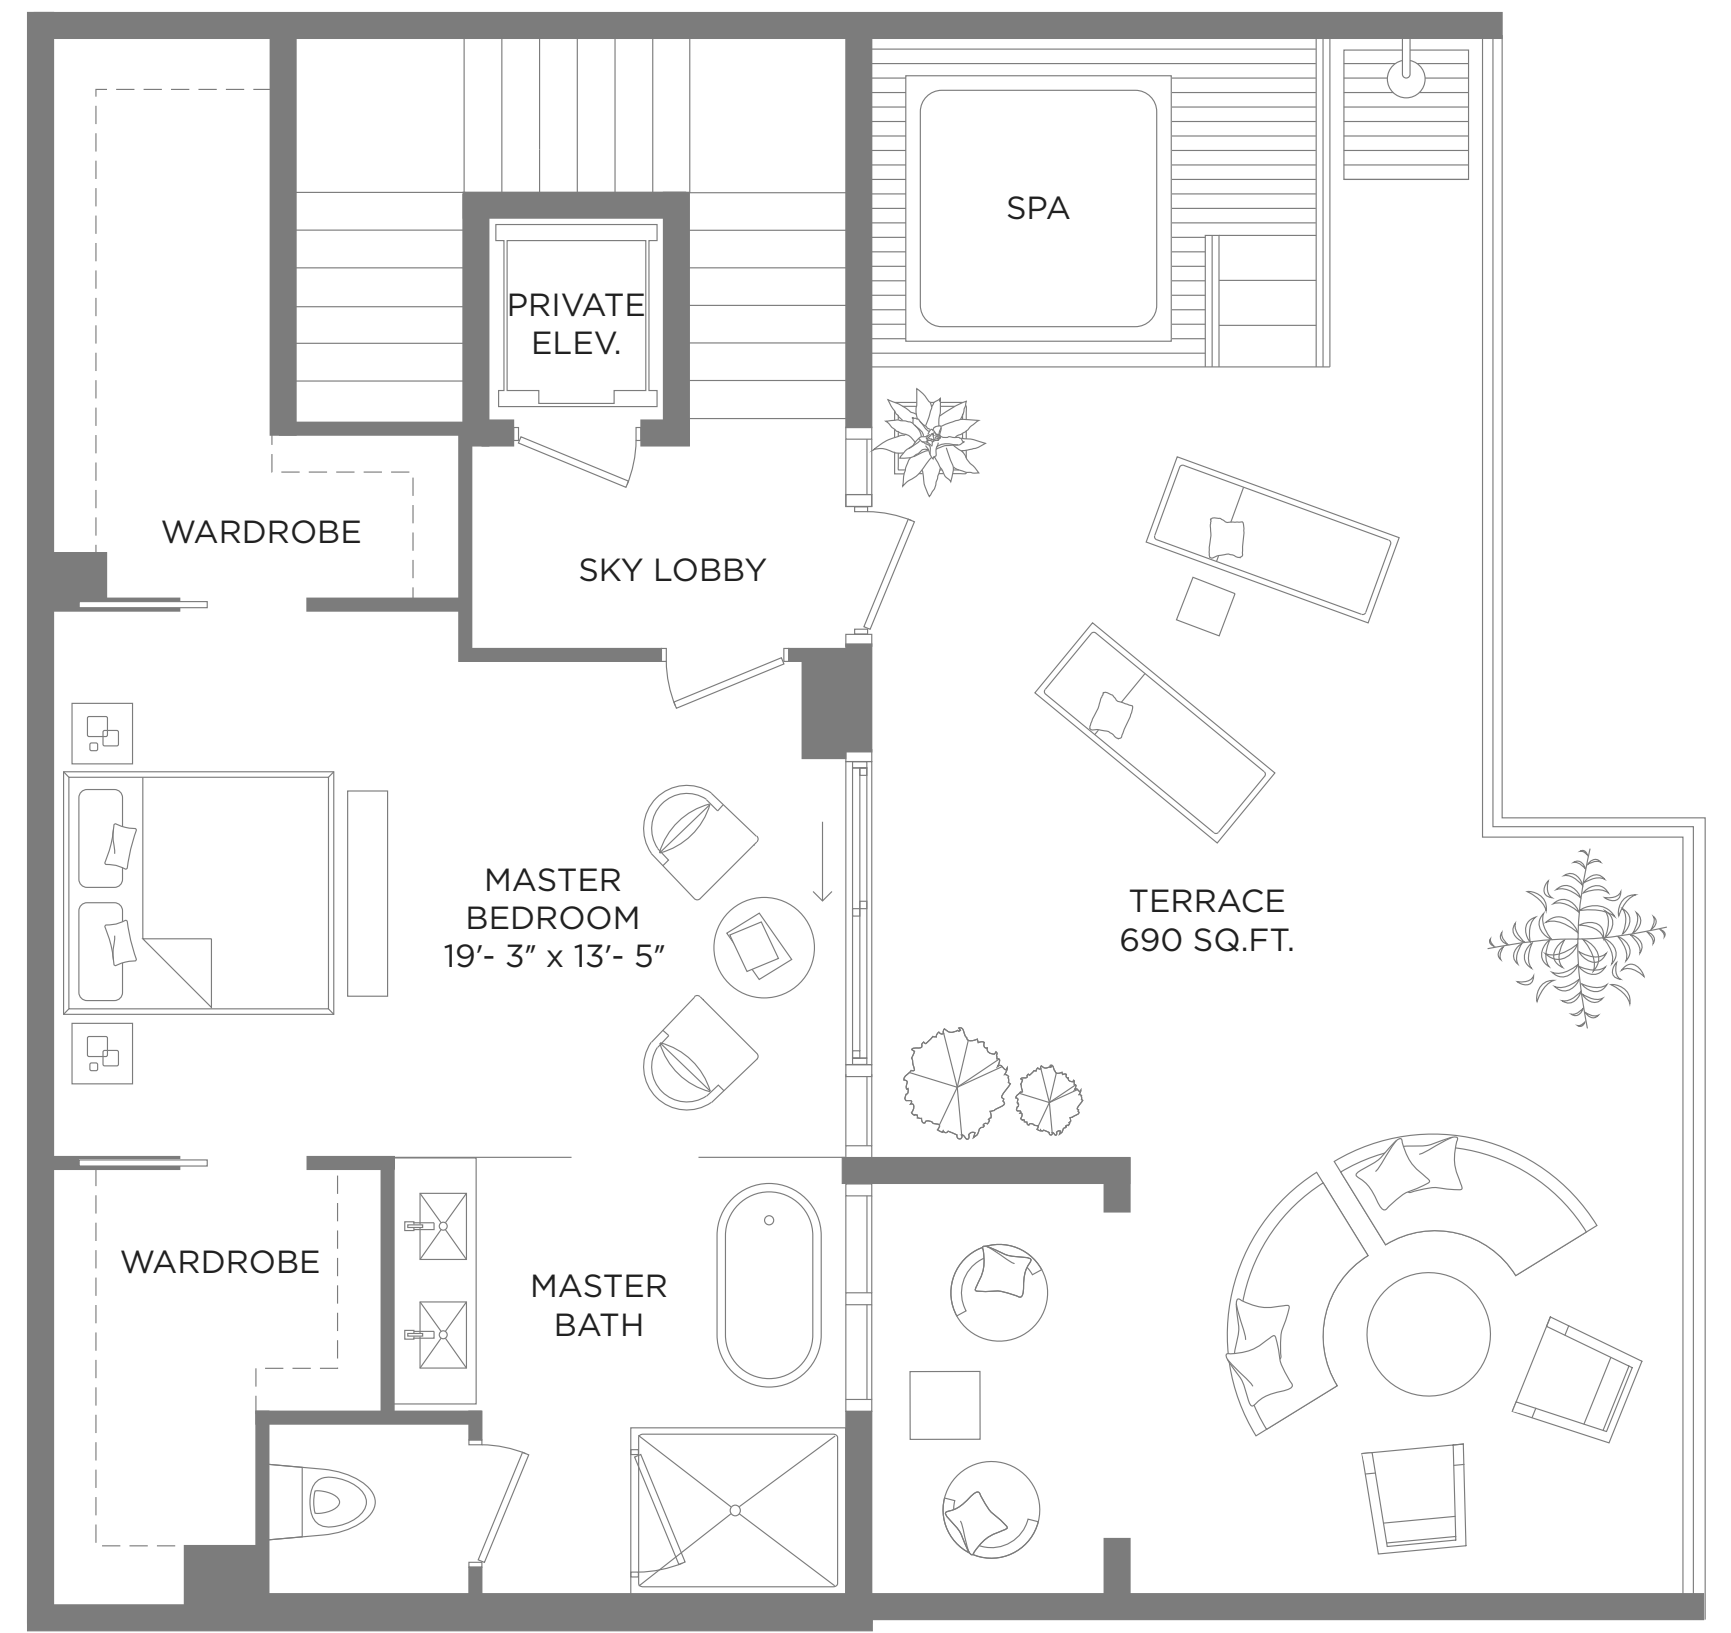 SPA
PRIVATE
ELEV.
WARDROBE
SKY LOBBY
MASTER
BEDROOM
19'- 3" x 13'- 5"
TERRACE
690 SQ.FT.
WARDROBE
MASTER
BATH